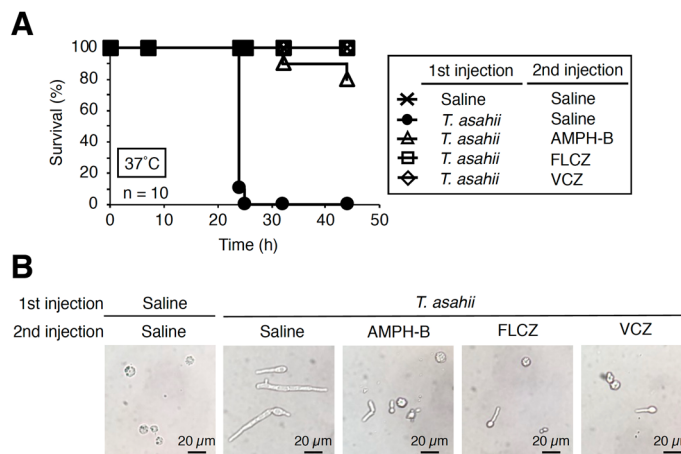 A
Survival (%)
100
80
60
40
20
0
37˚C
n = 10
0 10 20 30 40 50
Time (h)
1st injection 2nd injection
Saline Saline
T. asahii Saline
T. asahii AMPH-B
T. asahii FLCZ
T. asahii VCZ
B
1st injection Saline T. asahii
2nd injection Saline Saline AMPH-B FLCZ VCZ
20 µm 20 µm 20 µm 20 µm 20 µm